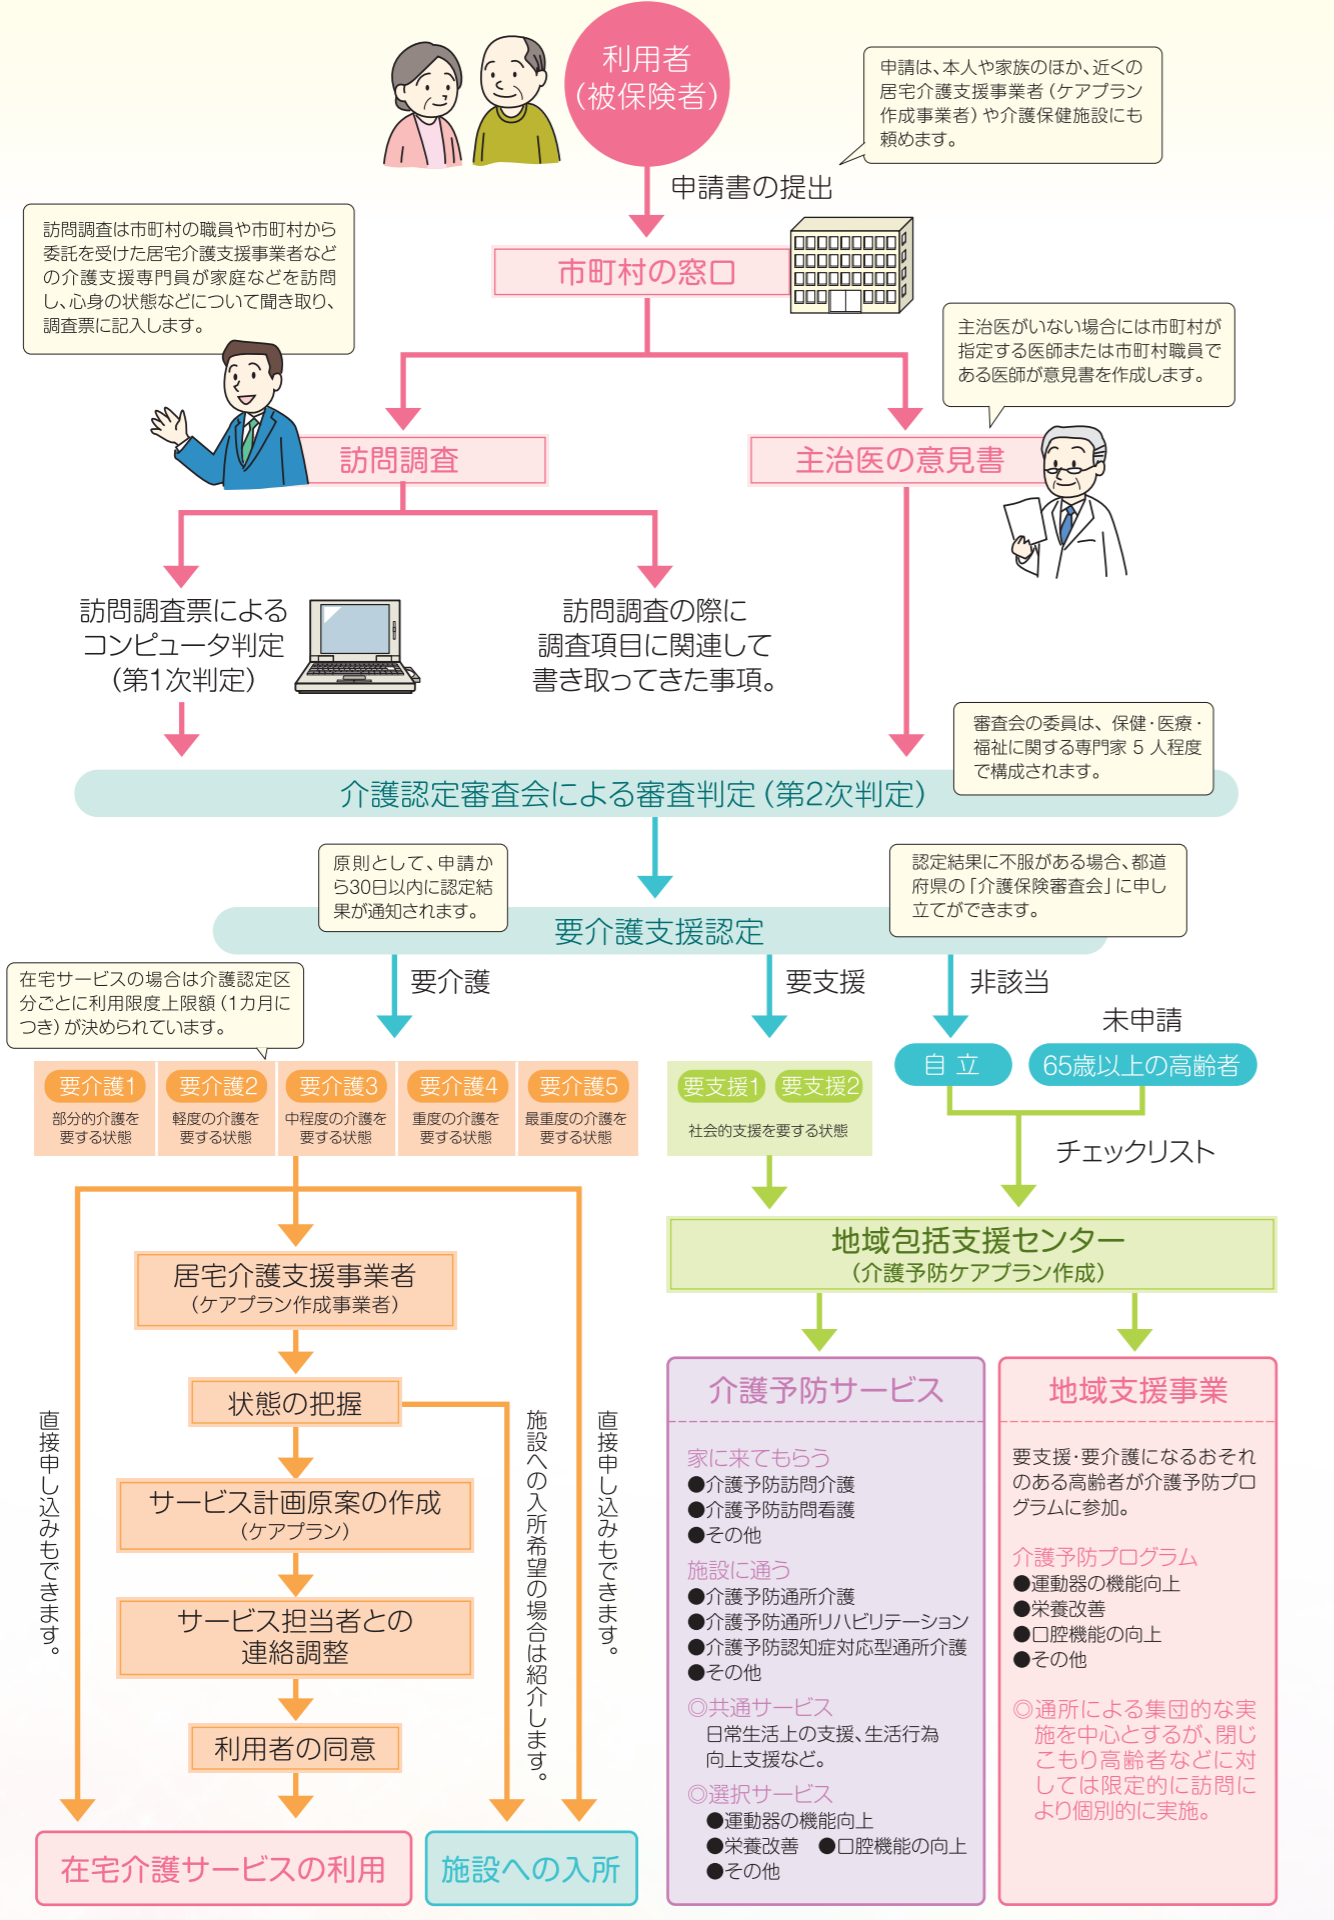 利用者
（被保険者）
申請は、本人や家族のほか、近くの
居宅介護支援事業者（ケアプラン
作成事業者）や介護保健施設にも
頼めます。
申請書の提出
訪問調査は市町村の職員や市町村から
委託を受けた居宅介護支援事業者など
の介護支援専門員が家庭などを訪問
し、心身の状態などについて聞き取り、
調査票に記入します。
市町村の窓口
主治医がいない場合には市町村が
指定する医師または市町村職員で
ある医師が意見書を作成します。
訪問調査
主治医の意見書
訪問調査票による
コンピュータ判定
（第1次判定）
訪問調査の際に
調査項目に関連して
書き取ってきた事項。
審査会の委員は、保健・医療・
福祉に関する専門家 5 人程度
で構成されます。
介護認定審査会による審査判定（第2次判定）
原則として、申請か
ら30日以内に認定結
果が通知されます。
認定結果に不服がある場合、都道
府県の「介護保険審査会」に申し
立てができます。
要介護支援認定
在宅サービスの場合は介護認定区
分ごとに利用限度上限額（1カ月に
つき）が決められています。
要介護
要支援
非該当
未申請
要介護1
部分的介護を
要する状態
要介護2
軽度の介護を
要する状態
要介護3
中程度の介護を
要する状態
要介護4
重度の介護を
要する状態
要介護5
最重度の介護を
要する状態
要支援1 要支援2
社会的支援を要する状態
自 立
65歳以上の高齢者
チェックリスト
地域包括支援センター
（介護予防ケアプラン作成）
居宅介護支援事業者
（ケアプラン作成事業者）
状態の把握
サービス計画原案の作成
（ケアプラン）
サービス担当者との
連絡調整
利用者の同意
直接申し込みもできます。
施設への入所希望の場合は紹介します。
直接申し込みもできます。
在宅介護サービスの利用
施設への入所
介護予防サービス
家に来てもらう
●介護予防訪問介護
●介護予防訪問看護
●その他
施設に通う
●介護予防通所介護
●介護予防通所リハビリテーション
●介護予防認知症対応型通所介護
●その他
◎共通サービス
日常生活上の支援、生活行為
向上支援など。
◎選択サービス
●運動器の機能向上
●栄養改善 ●口腔機能の向上
●その他
地域支援事業
要支援・要介護になるおそれ
のある高齢者が介護予防プロ
グラムに参加。
介護予防プログラム
●運動器の機能向上
●栄養改善
●口腔機能の向上
●その他
◎通所による集団的な実
施を中心とするが、閉じ
こもり高齢者などに対
しては限定的に訪問に
より個別的に実施。